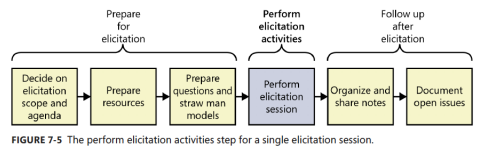 Prepare
for
elicitation
Perform
elicitation
activities
Follow up
after
elicitation
Decide on
elicitation
scope and
agenda
Prepare
resources
Prepare
questions and
straw man
models
Perform
elicitation
session
Organize and
share notes
Document
open issues
FIGURE 7-5 The perform elicitation activities step for a single elicitation session.